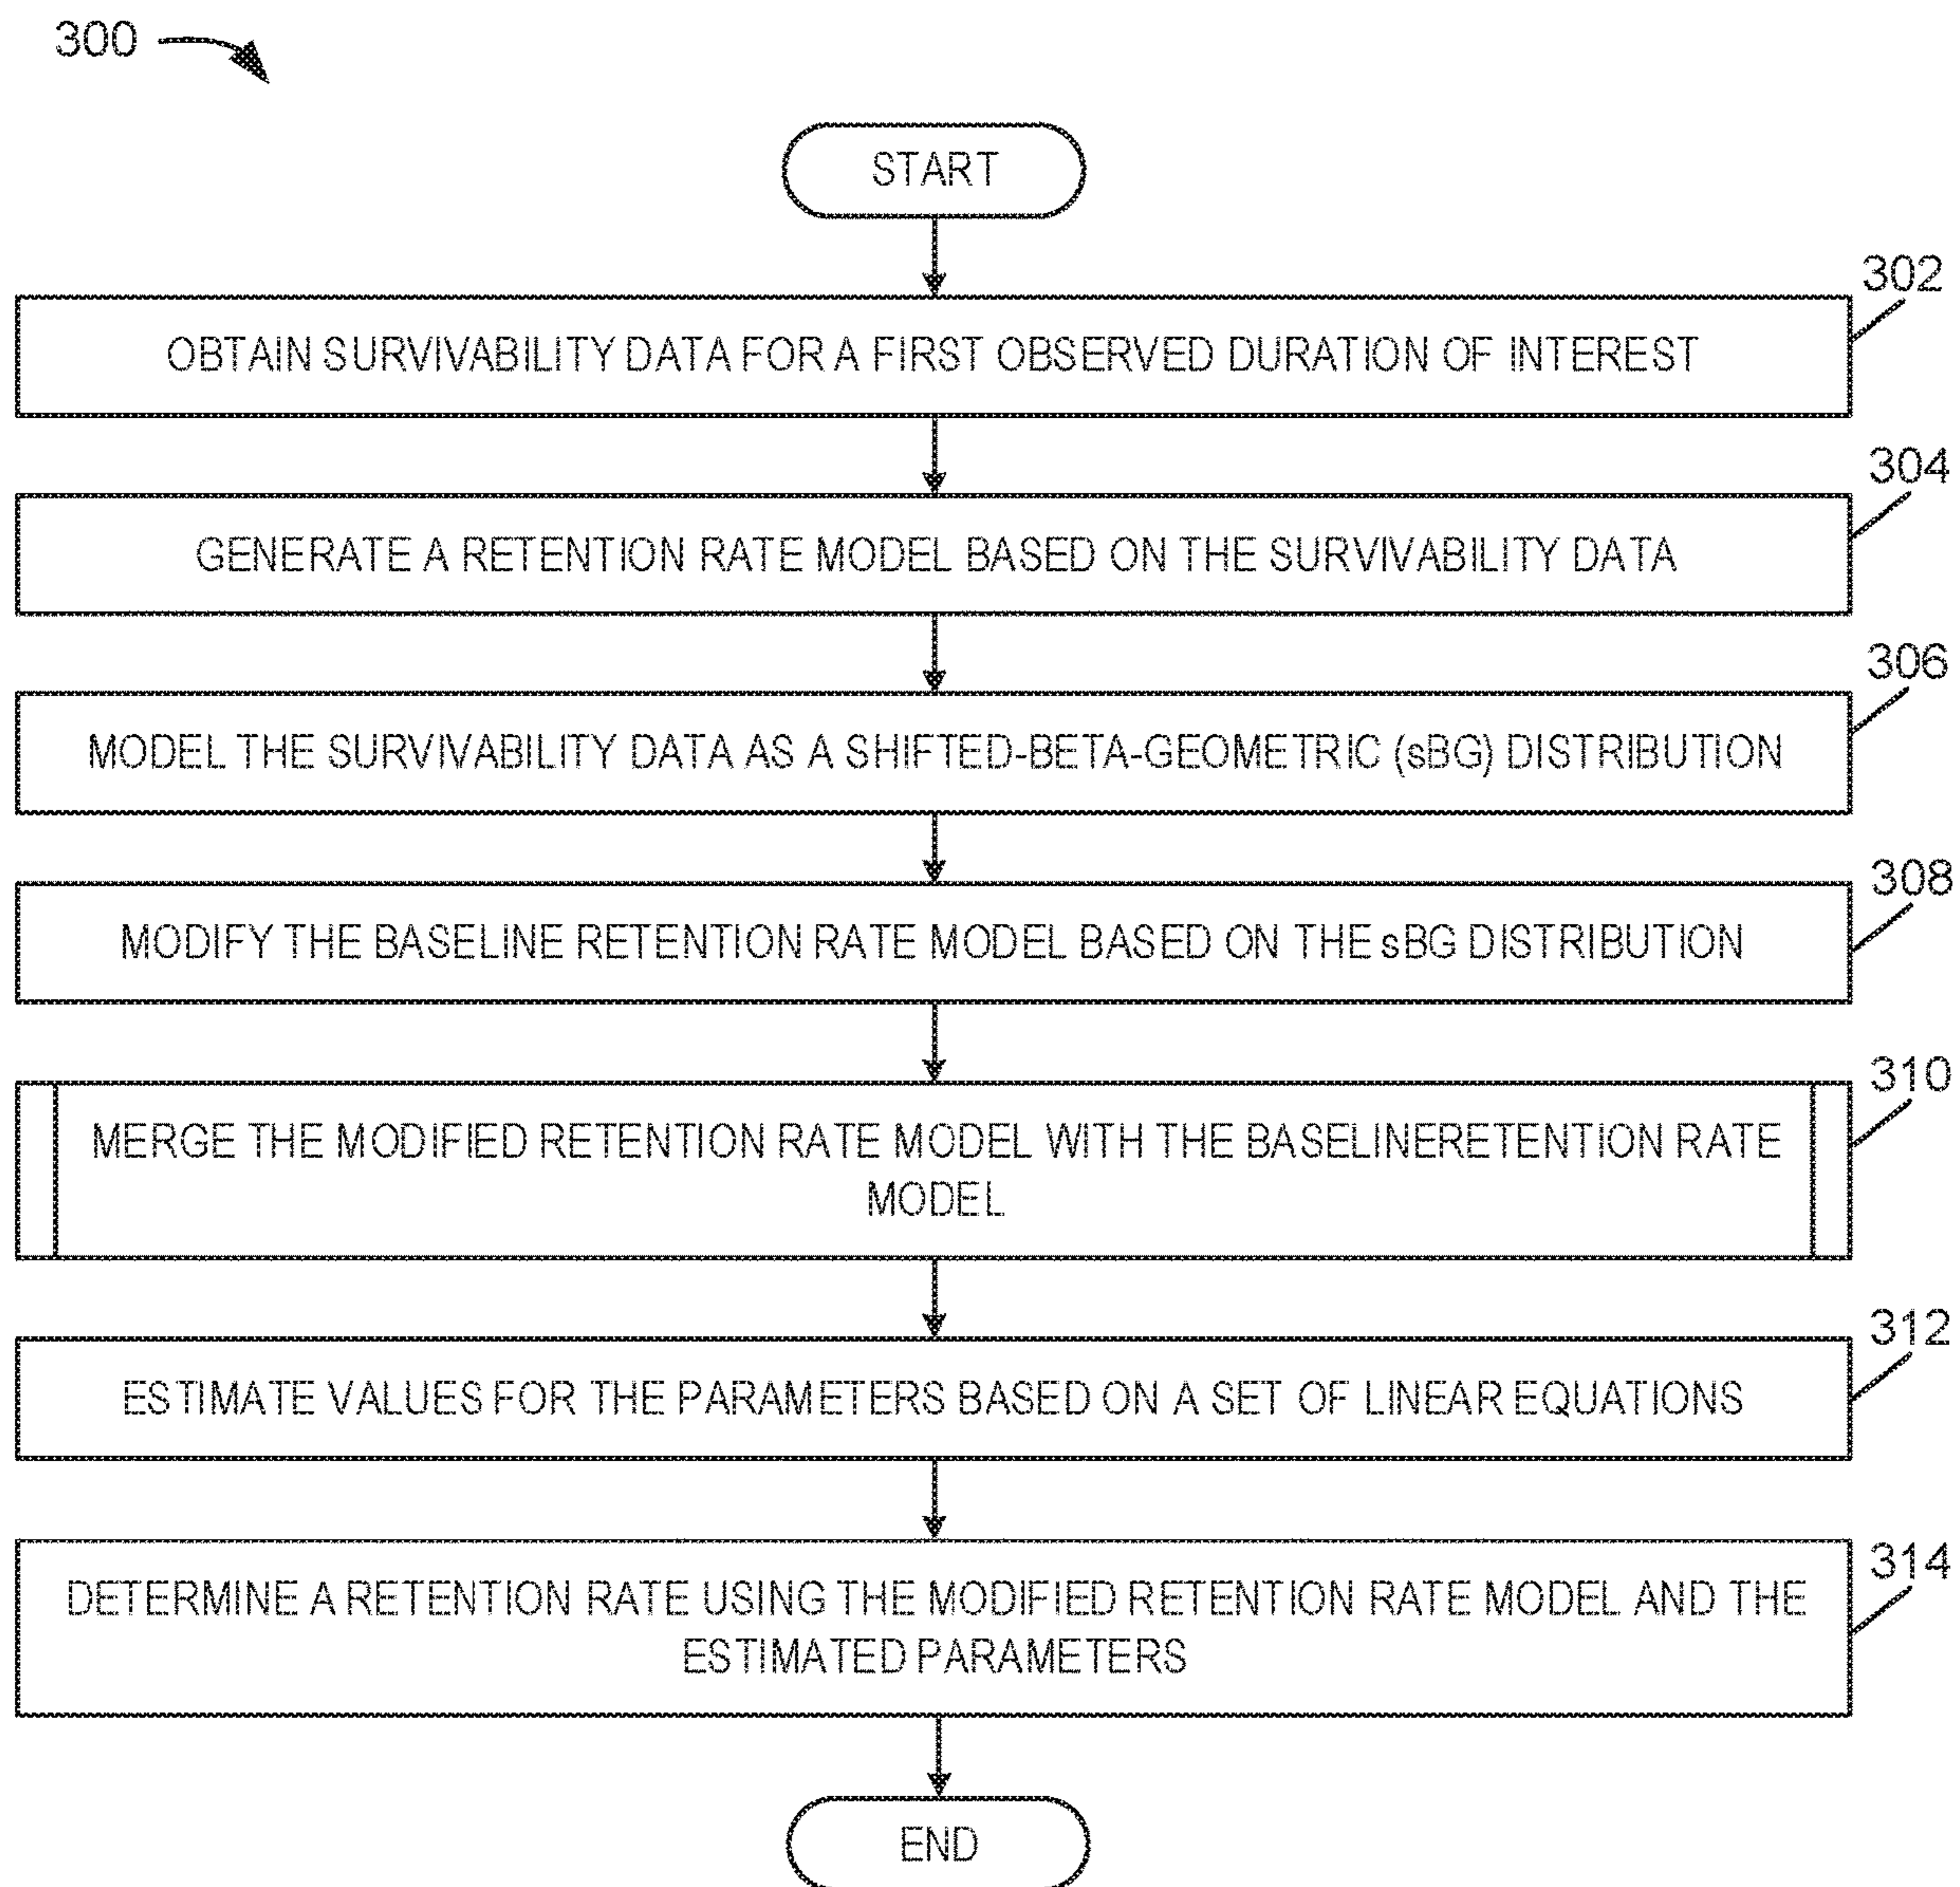 300
START
302
OBTAIN SURVIVABILITY DATA FOR A FIRST OBSERVED DURATION OF INTEREST
304
GENERATE A RETENTION RATE MODEL BASED ON THE SURVIVABILITY DATA
306
MODEL THE SURVIVABILITY DATA AS A SHIFTED-BETA-GEOMETRIC (sBG) DISTRIBUTION
308
MODIFY THE BASELINE RETENTION RATE MODEL BASED ON THE sBG DISTRIBUTION
310
MERGE THE MODIFIED RETENTION RATE MODEL WITH THE BASELINERETENTION RATE
MODEL
312
ESTIMATE VALUES FOR THE PARAMETERS BASED ON A SET OF LINEAR EQUATIONS
314
DETERMINE A RETENTION RATE USING THE MODIFIED RETENTION RATE MODEL AND THE
ESTIMATED PARAMETERS
END